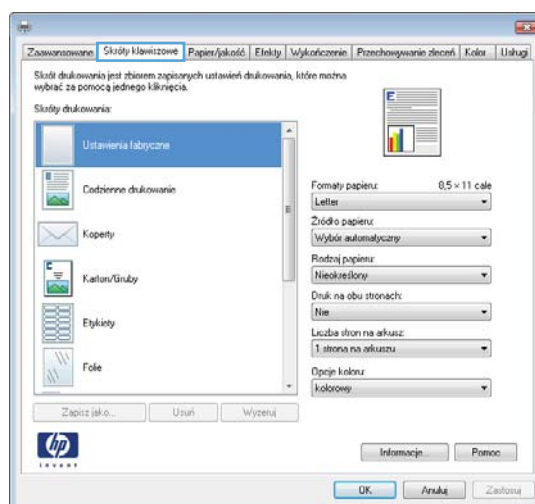 Zaawansowane Skróty klawiszowe Papier/jakość Efekty Wykończenie Przechowywanie zleceń Kolor Usługi
Skrót drukowania jest zbiorem zapisanych ustawień drukowania, które można
wybrać za pomocą jednego kliknięcia.
Skróty drukowania:
Ustawienia fabryczne
Codzienne drukowanie
Koperty
Karton/Gruby
Etykiety
Folie
Formaty papieru: 8,5 × 11 cale
Letter
Źródło papieru:
Wybór automatyczny
Rodzaj papieru:
Nieokreślony
Druk na obu stronach:
Nie
Liczba stron na arkusz:
1 strona na arkuszu
Opcje koloru:
kolorowy
Zapisz jako... Usuń Wyzeruj
hp
invent
Informacje... Pomoc
OK Anuluj Zastosuj